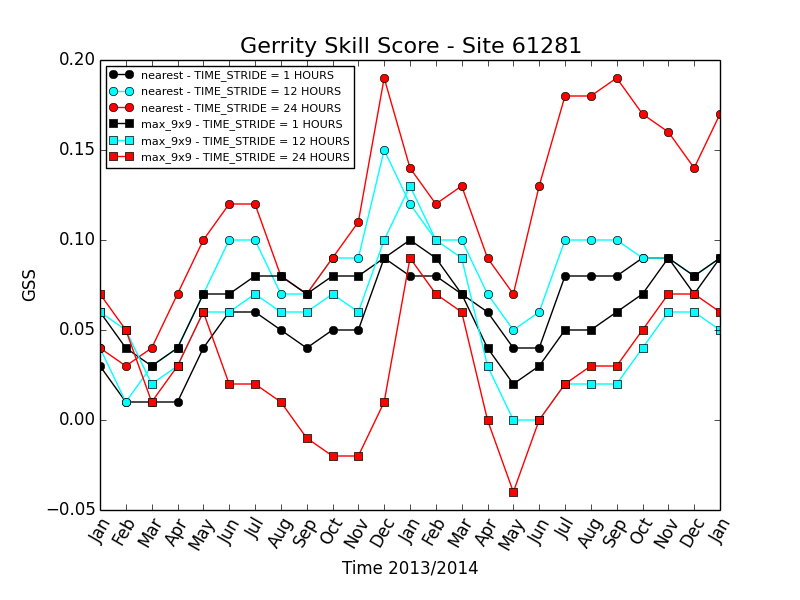 Gerrity Skill Score - Site 61281
nearest - TIME_STRIDE = 1 HOURS
nearest - TIME_STRIDE = 12 HOURS
nearest - TIME_STRIDE = 24 HOURS
max_9x9 - TIME_STRIDE = 1 HOURS
max_9x9 - TIME_STRIDE = 12 HOURS
max_9x9 - TIME_STRIDE = 24 HOURS
GSS
0.20
0.15
0.10
0.05
0.00
−0.05
Jan Feb Mar Apr May Jun Jul Aug Sep Oct Nov Dec Jan Feb Mar Apr May Jun Jul Aug Sep Oct Nov Dec Jan
Time 2013/2014